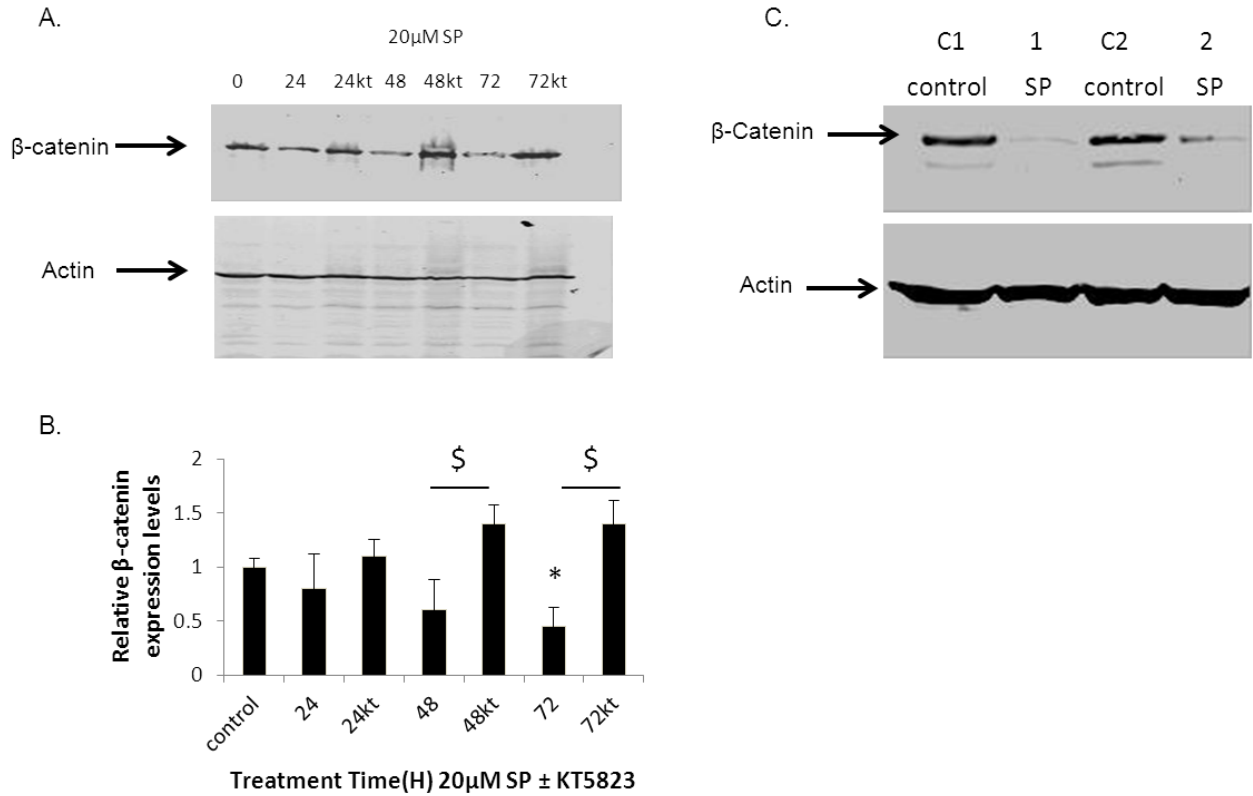 A.
20µM SP
0 24 24kt 48 48kt 72 72kt
β-catenin
Actin
B.
Relative β-catenin
expression levels
2
1.5
1
0.5
0
$ $
*
control 24 24kt 48 48kt 72 72kt
Treatment Time(H) 20µM SP ± KT5823
C.
C1 1 C2 2
control SP control SP
β-Catenin
Actin